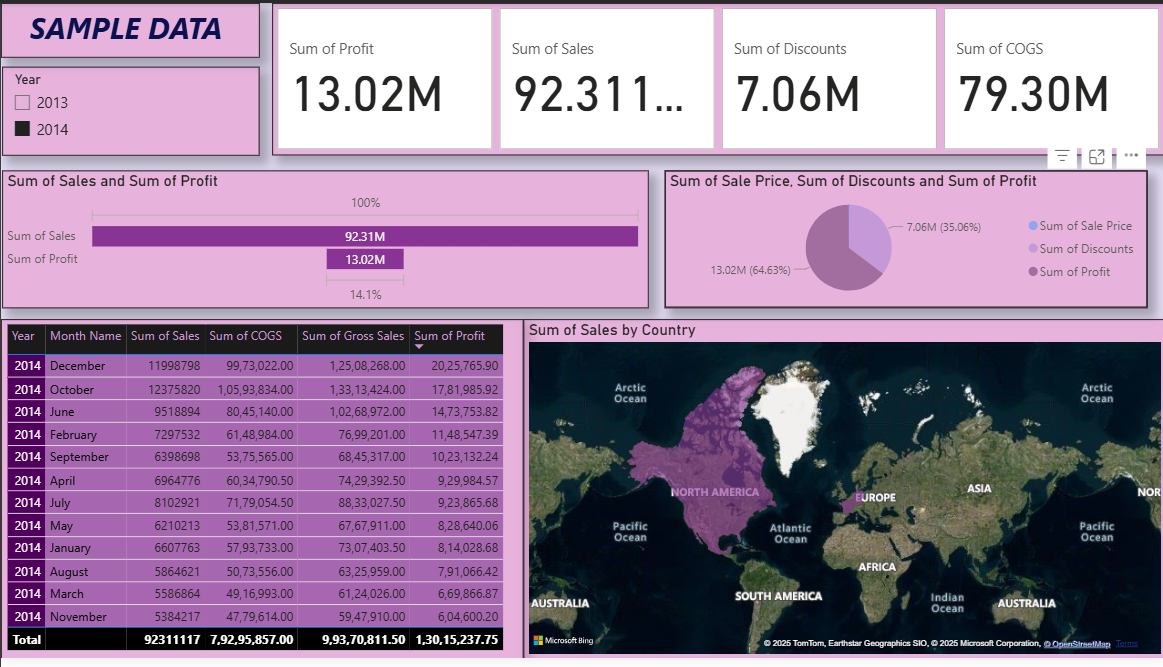 SAMPLE DATA
Year
2013
2014
Sum of Profit
13.02M
Sum of Sales
92.311...
Sum of Discounts
7.06M
Sum of COGS
79.30M
Sum of Sales and Sum of Profit
100%
Sum of Sales
92.31M
Sum of Profit
13.02M
14.1%
Sum of Sale Price, Sum of Discounts and Sum of Profit
7.06M (35.06%)
13.02M (64.63%)
Sum of Sale Price
Sum of Discounts
Sum of Profit
Year Month Name Sum of Sales Sum of COGS Sum of Gross Sales Sum of Profit
2014 December 11998798 99,73,022.00 1,25,08,268.00 20,25,765.90
2014 October 12375820 1,05,93,834.00 1,33,13,424.00 17,81,985.92
2014 June 9518894 80,45,140.00 1,02,68,972.00 14,73,753.82
2014 February 7297532 61,48,984.00 76,99,201.00 11,48,547.39
2014 September 6398698 53,75,565.00 68,45,317.00 10,23,132.24
2014 April 6964776 60,34,790.50 74,29,392.50 9,29,984.57
2014 July 8102921 71,79,054.50 88,33,027.50 9,23,865.68
2014 May 6210213 53,81,571.00 67,67,911.00 8,28,640.06
2014 January 6607763 57,93,733.00 73,07,403.50 8,14,028.68
2014 August 5864621 50,73,556.00 63,25,959.00 7,91,066.42
2014 March 5586864 49,16,993.00 61,24,026.00 6,69,866.87
2014 November 5384217 47,79,614.00 59,47,910.00 6,04,600.20
Total 92311117 7,92,95,857.00 9,93,70,811.50 1,30,15,237.75
Sum of Sales by Country
Arctic
Ocean
Arctic
Ocean
NORTH AMERICA
EUROPE
ASIA
NOR
Pacific
Ocean
Atlantic
Ocean
Pacific
Ocean
AFRICA
SOUTH AMERICA
Indian
Ocean
AUSTRALIA
AUSTRALIA
Microsoft Bing
© 2025 TomTom, Earthstar Geographics SIO, © 2025 Microsoft Corporation, © OpenStreetMap Terms